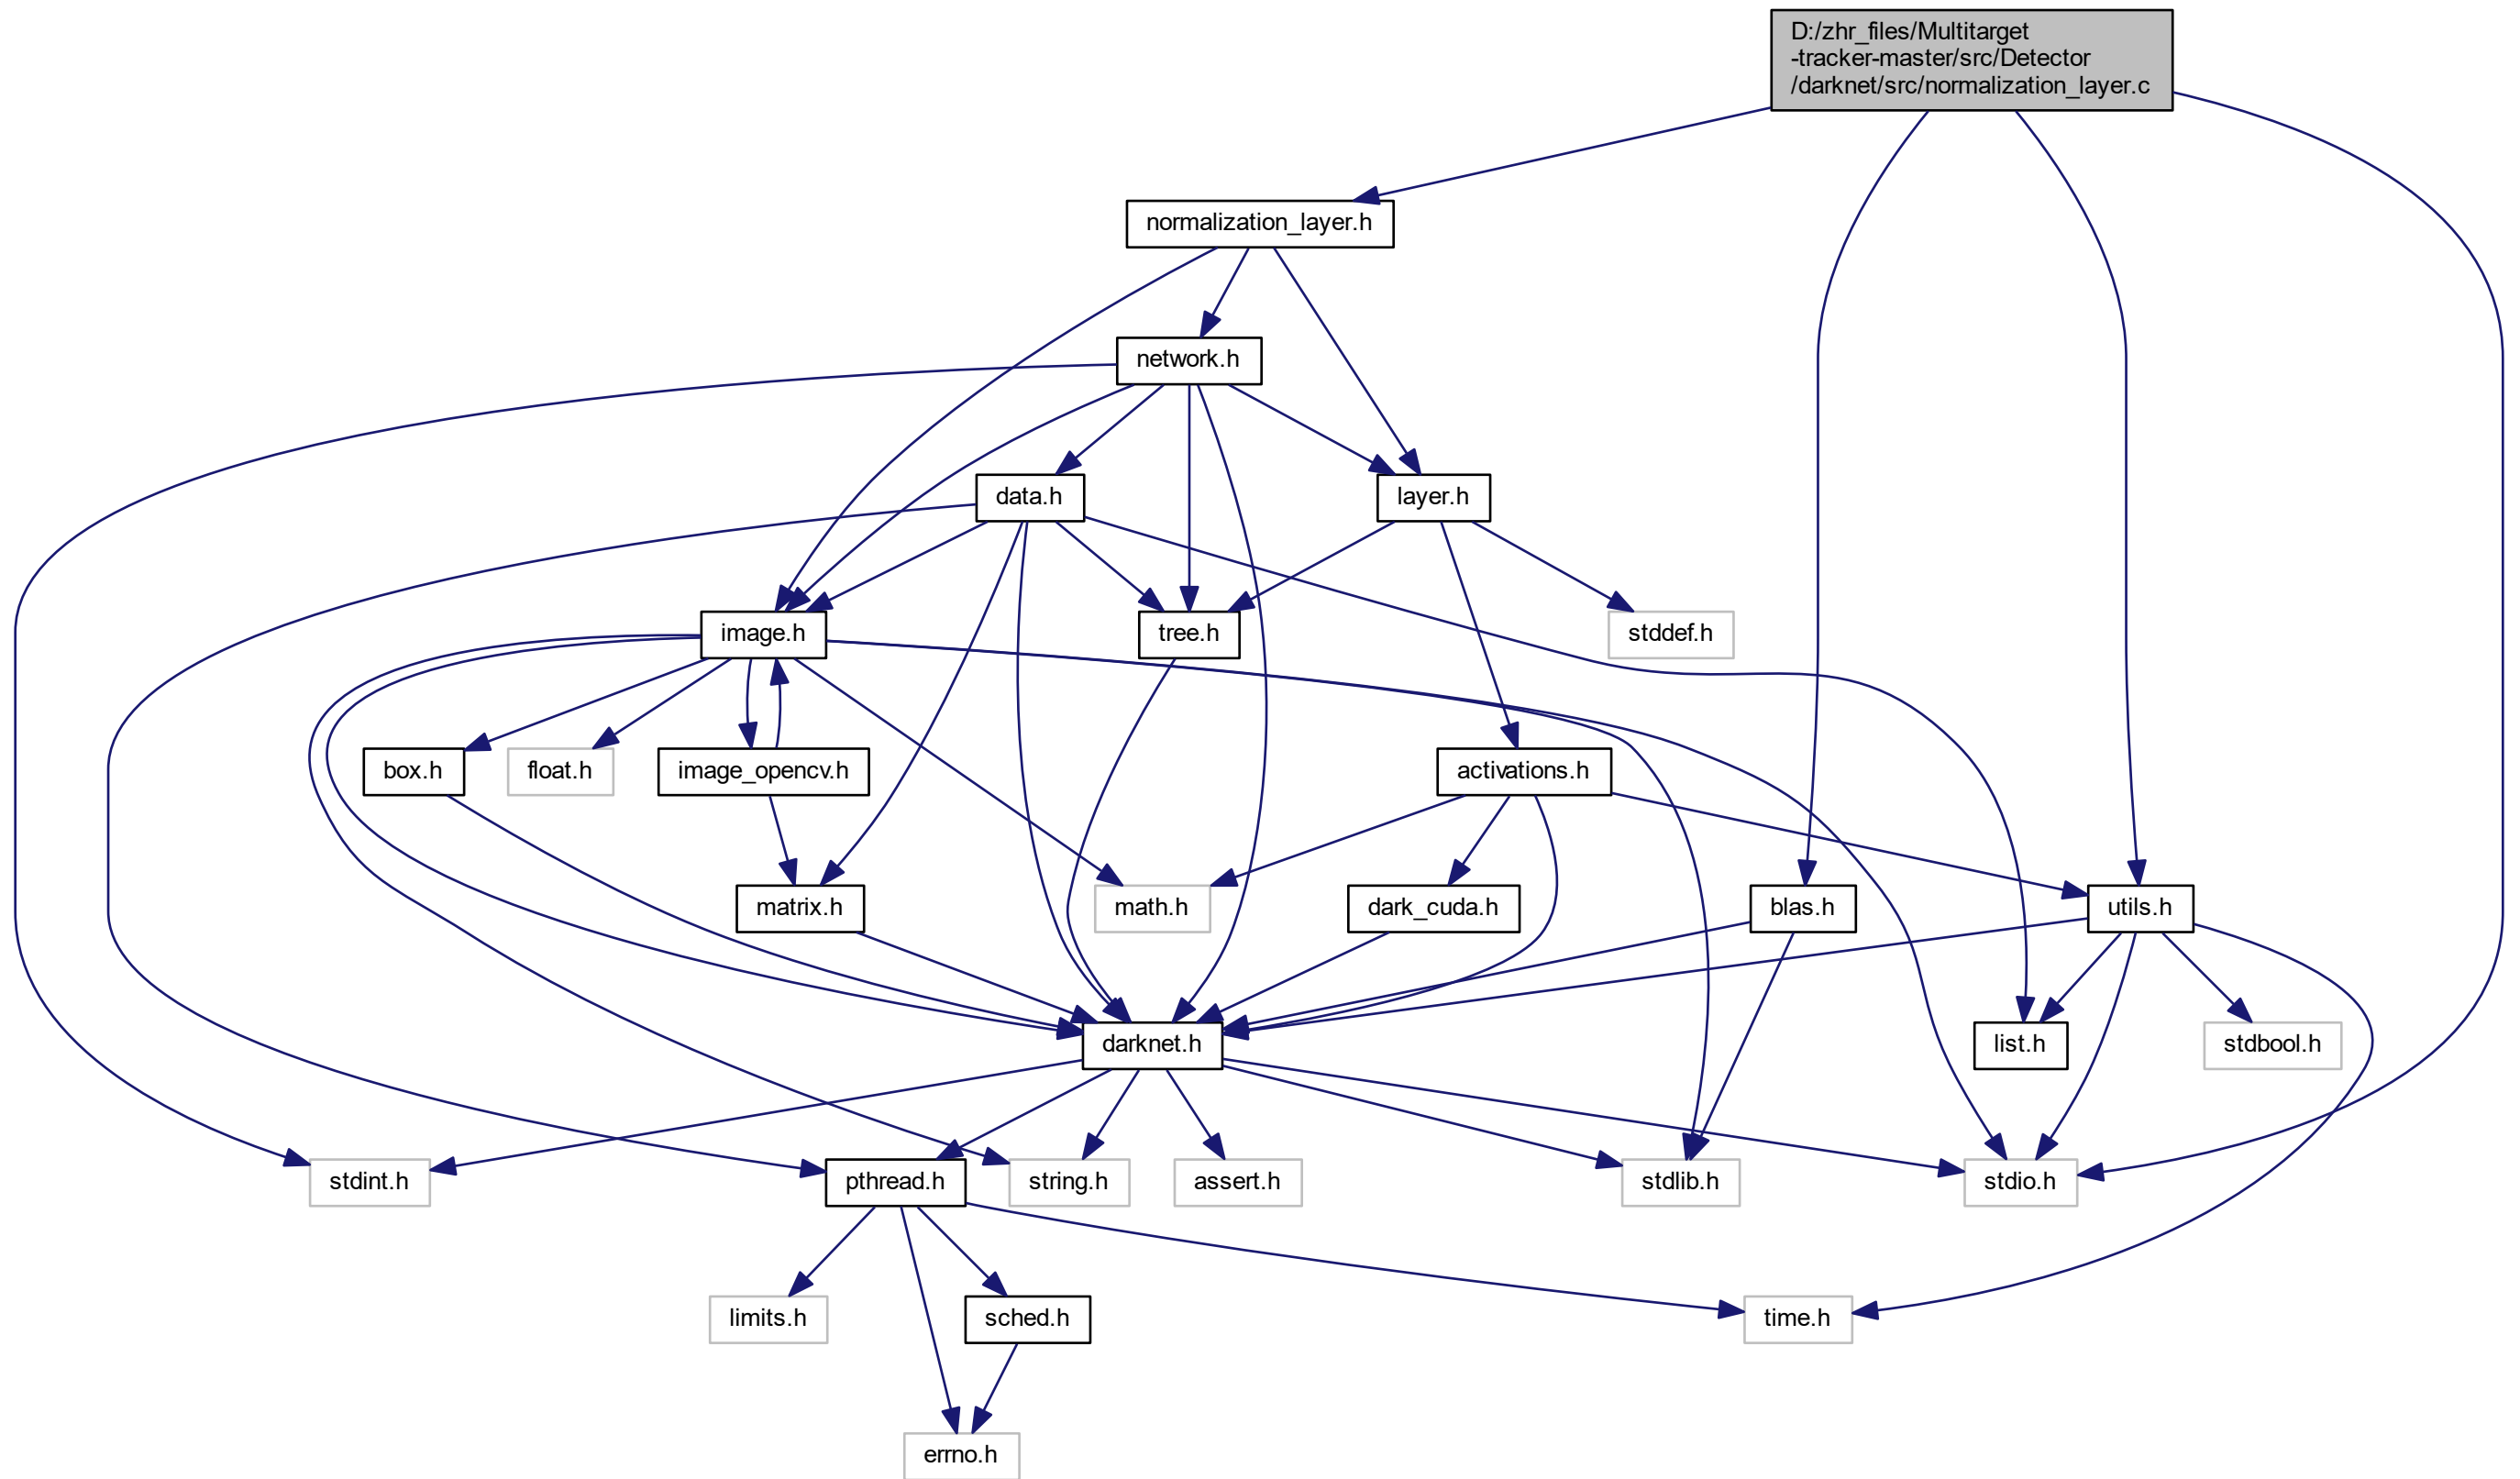 D:/zhr_files/Multitarget
-tracker-master/src/Detector
/darknet/src/normalization_layer.c
normalization_layer.h
network.h
data.h
layer.h
image.h
tree.h
stddef.h
box.h
float.h
image_opencv.h
activations.h
matrix.h
math.h
dark_cuda.h
blas.h
utils.h
darknet.h
list.h
stdbool.h
stdint.h
pthread.h
string.h
assert.h
stdlib.h
stdio.h
limits.h
sched.h
time.h
errno.h